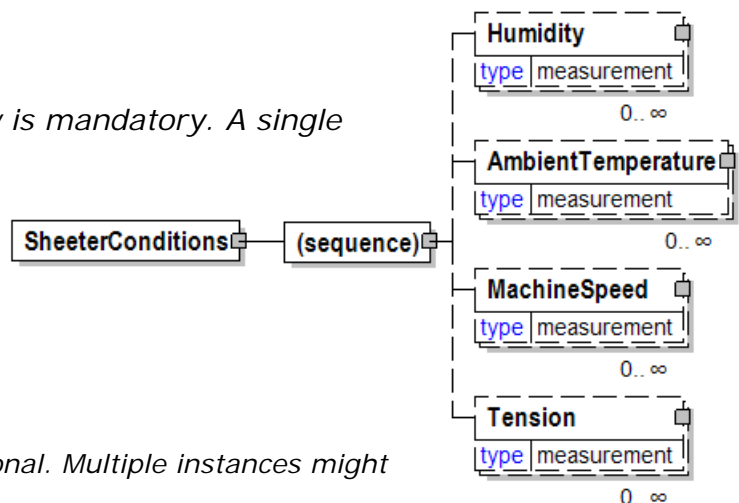 Humidity
type measurement
0.. ∞
is mandatory. A single
AmbientTemperature
type measurement
0.. ∞
SheeterConditions
(sequence)
MachineSpeed
type measurement
0.. ∞
Tension
type measurement
onal. Multiple instances might
0.. ∞